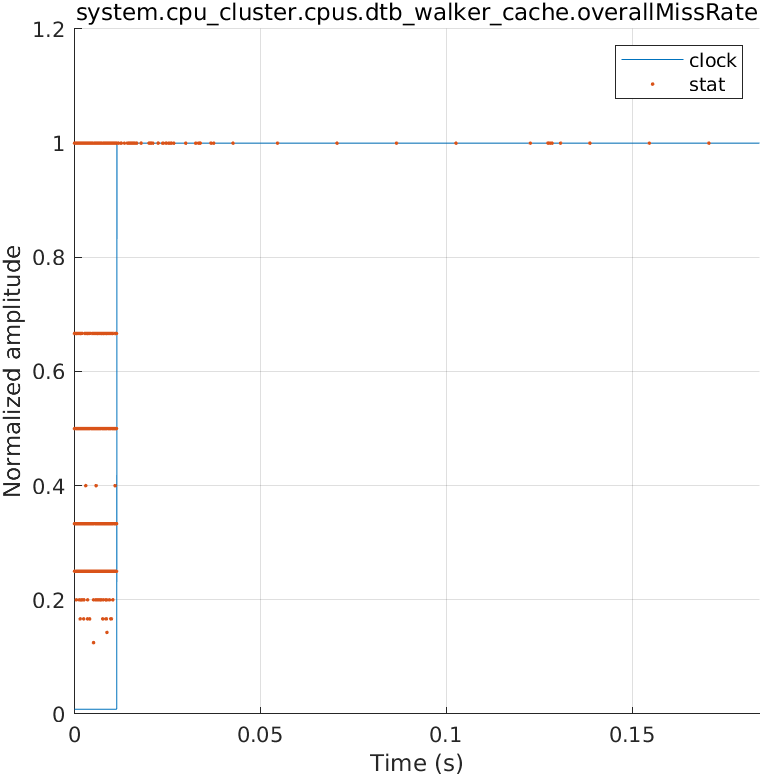 system.cpu_cluster.cpus.dtb_walker_cache.overallMissRate
1.2
clock
stat
1
0.8
Normalized amplitude
0.6
0.4
0.2
0
0
0.05
0.1
0.15
Time (s)